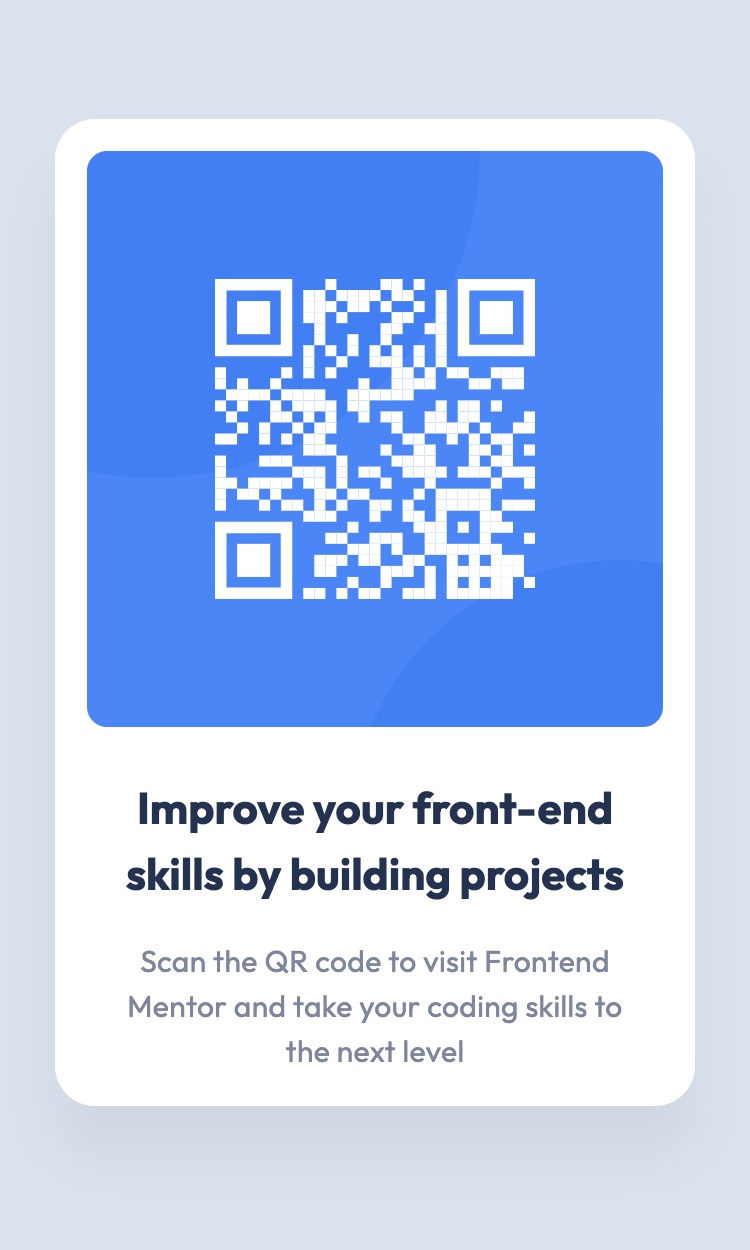 Improve your front-end
skills by building projects
Scan the QR code to visit Frontend
Mentor and take your coding skills to
the next level